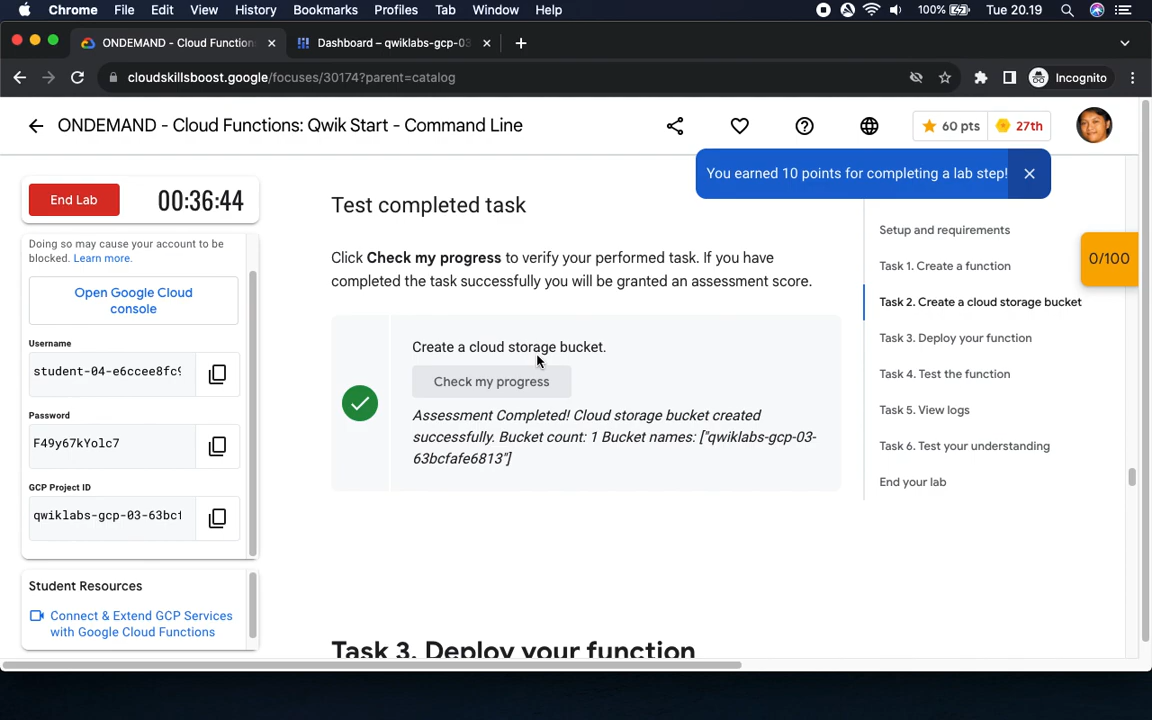 Chrome File Edit View History Bookmarks Profiles Tab Window Help 100% Tue 20.19
ONDEMAND - Cloud Function
Dashboard – qwiklabs-gcp-03
cloudskillsboost.google/focuses/30174?parent=catalog
Incognito
ONDEMAND - Cloud Functions: Qwik Start - Command Line
60 pts
27th
You earned 10 points for completing a lab step!
End Lab
00:36:44
Doing so may cause your account to be
blocked. Learn more.
Open Google Cloud
console
Username
student-04-e6ccee8fc9
Password
F49y67kYolc7
GCP Project ID
qwiklabs-gcp-03-63bcf
Student Resources
Connect & Extend GCP Services
with Google Cloud Functions
Test completed task
Click Check my progress to verify your performed task. If you have
completed the task successfully you will be granted an assessment score.
Create a cloud storage bucket.
Check my progress
Assessment Completed! Cloud storage bucket created
successfully. Bucket count: 1 Bucket names: ["qwiklabs-gcp-03-
63bcfafe6813"]
Task 3. Deploy your function
Setup and requirements
Task 1. Create a function
Task 2. Create a cloud storage bucket
Task 3. Deploy your function
Task 4. Test the function
Task 5. View logs
Task 6. Test your understanding
End your lab
0/100